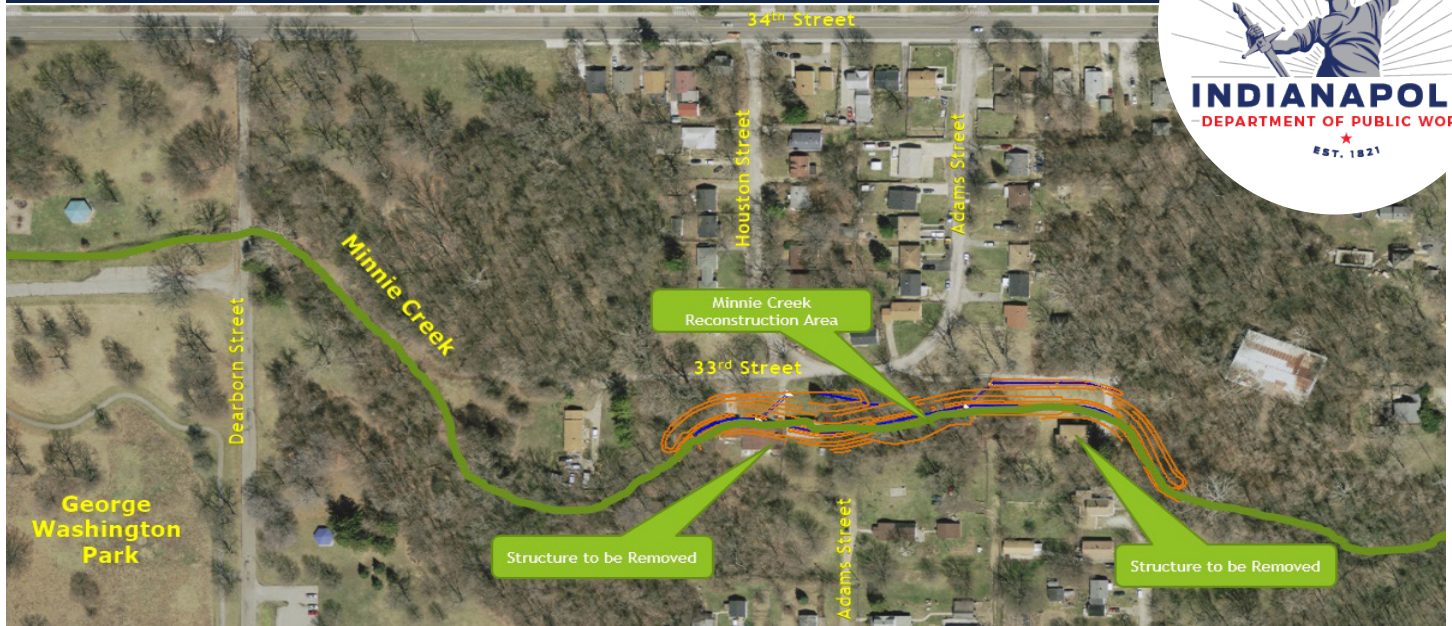 34th Street
INDIANAPOL
DEPARTMENT OF PUBLIC WOR
EST. 1821
Houston Street
Adams Street
Minnie Creek
Minnie Creek
Reconstruction Area
Dearborn Street
33rd Street
George
Washington
Park
Structure to be Removed
Adams Street
Structure to be Removed